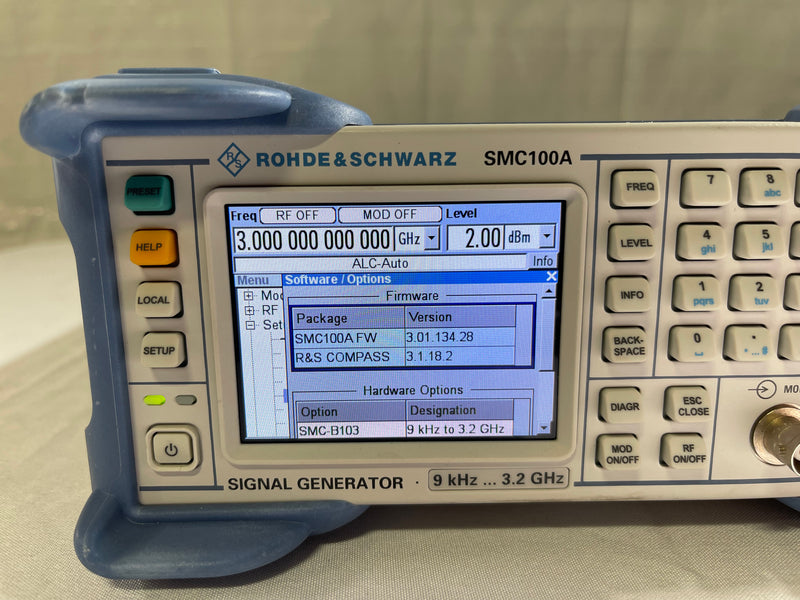 R&S ROHDE&SCHWARZ SMC100A
PRESET
HELP
LOCAL
SETUP
Freq RF OFF MOD OFF Level
3.000 000 000 000 GHz 2.00 dBm
ALC-Auto Info
Menu Software / Options X
Firmware
RF
Package Version
SMC100A FW 3.01.134.28
R&S COMPASS 3.1.18.2
Hardware Options
Option Designation
SMC-B103 9 kHz to 3.2 GHz
SIGNAL GENERATOR · 9 kHz ... 3.2 GHz
FREQ
LEVEL
INFO
BACK-
SPACE
7 8 abc
4 ghi 5 jkl
1 pqrs 2 tuv
0 . *...#
DIAGR
ESC
CLOSE
MOD
ON/OFF
RF
ON/OFF